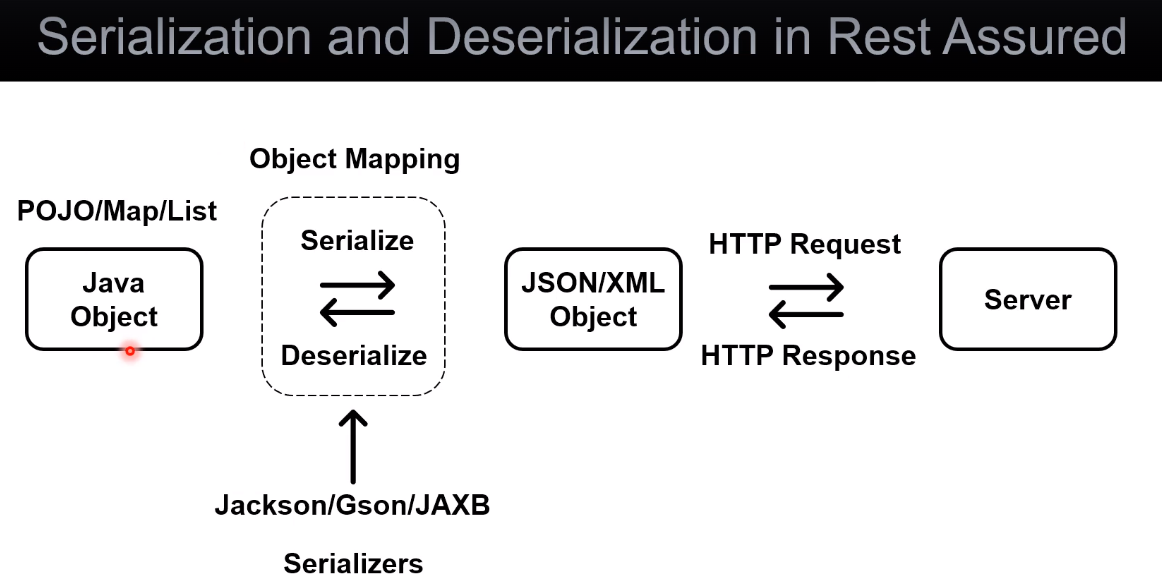 Serialization and Deserialization in Rest Assured
Object Mapping
POJO/Map/List
Java
Object
Serialize
Deserialize
JSON/XML
Object
HTTP Request
HTTP Response
Server
Jackson/Gson/JAXB
Serializers